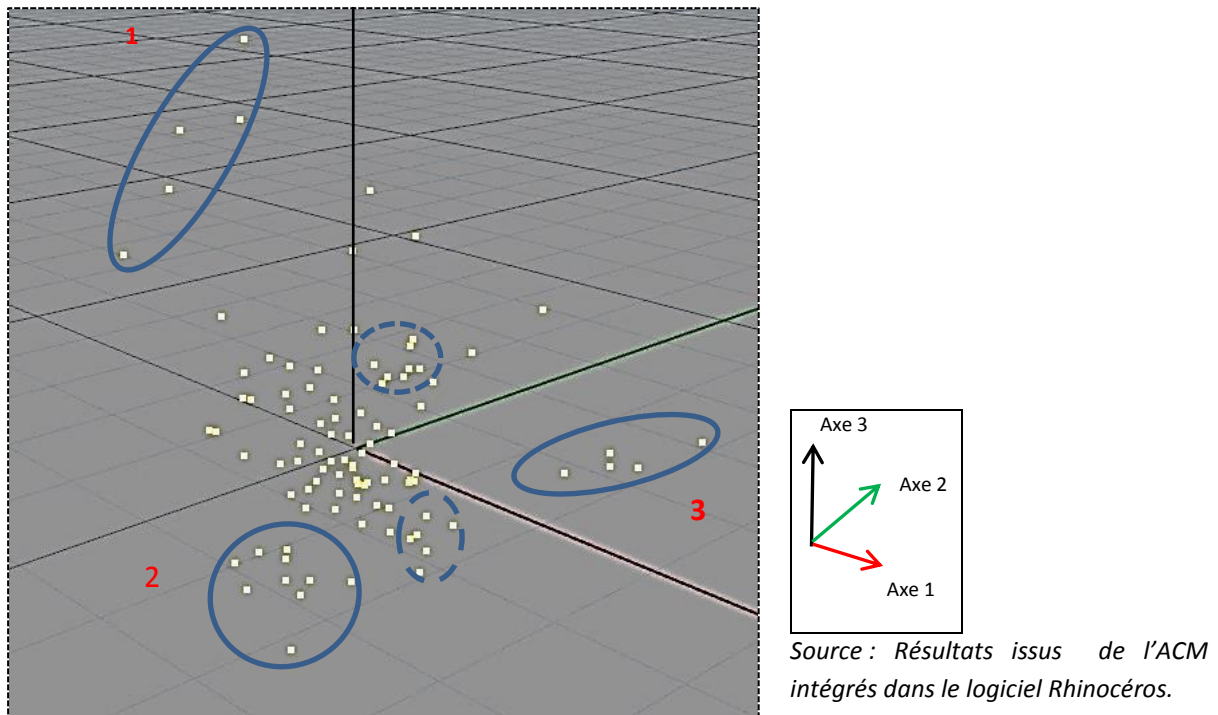 1
2
3
Axe 3
Axe 2
Axe 1
Source : Résultats issus de l’ACM
intégrés dans le logiciel Rhinocéros.